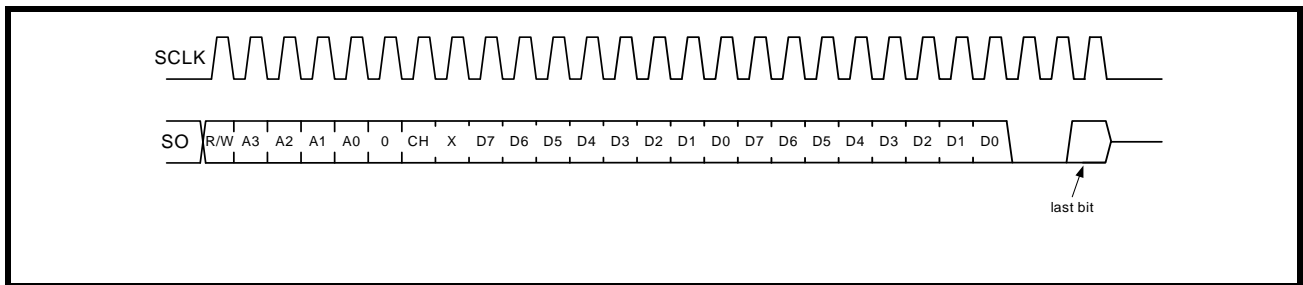 SCLK
SO R/W A3 A2 A1 A0 0 CH X D7 D6 D5 D4 D3 D2 D1 D0 D7 D6 D5 D4 D3 D2 D1 D0
last bit